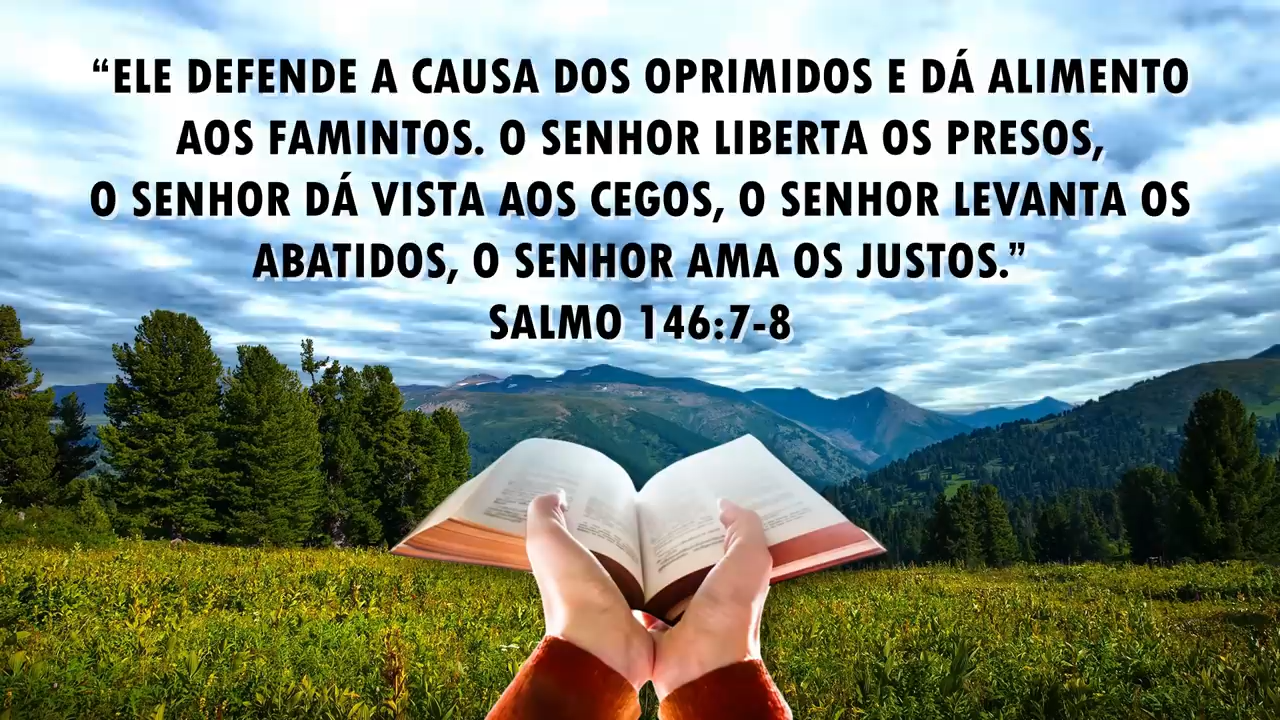 “ELE DEFENDE A CAUSA DOS OPRIMIDOS E DÁ ALIMENTO
AOS FAMINTOS. O SENHOR LIBERTA OS PRESOS,
O SENHOR DÁ VISTA AOS CEGOS, O SENHOR LEVANTA OS
ABATIDOS, O SENHOR AMA OS JUSTOS.”
SALMO 146:7-8